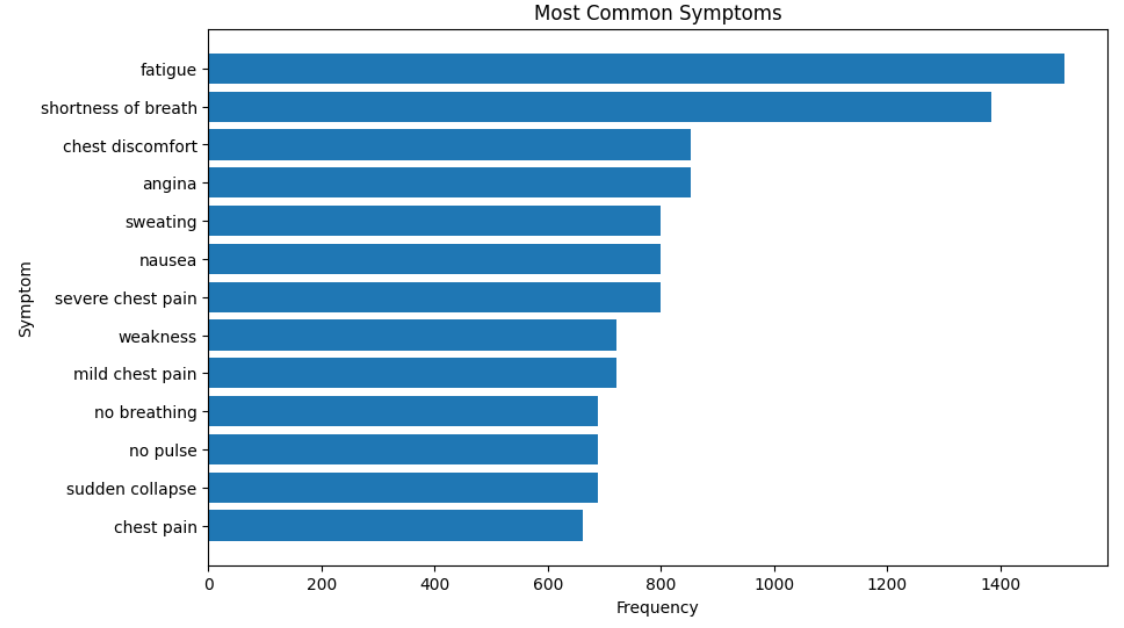 Most Common Symptoms
fatigue
shortness of breath
chest discomfort
angina
sweating
nausea
severe chest pain
weakness
mild chest pain
no breathing
no pulse
sudden collapse
chest pain
Symptom
0 200 400 600 800 1000 1200 1400
Frequency